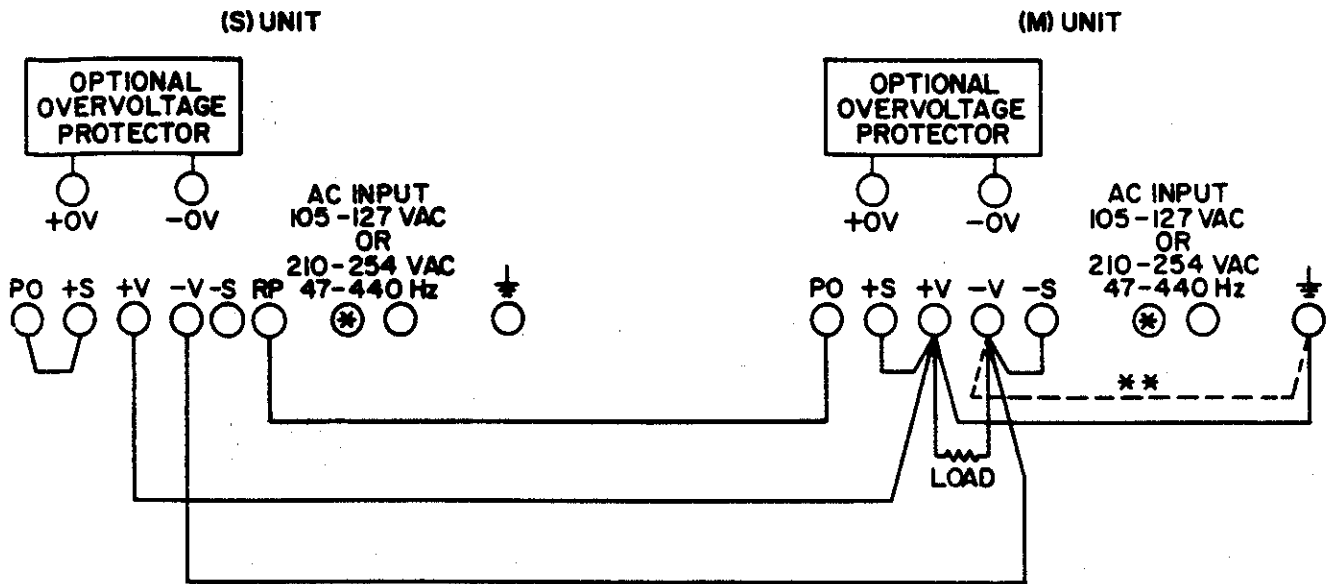 (S) UNIT
(M) UNIT
OPTIONAL
OVERVOLTAGE
PROTECTOR
+OV
-OV
AC INPUT
105-127 VAC
OR
210-254 VAC
47-440 Hz
PO
+S
+V
-V
-S
RP
*
OPTIONAL
OVERVOLTAGE
PROTECTOR
+OV
-OV
AC INPUT
105-127 VAC
OR
210-254 VAC
47-440 Hz
PO
+S
+V
-V
-S
*
**
LOAD